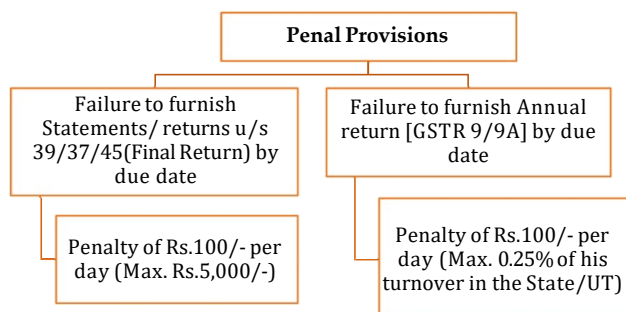 Penal Provisions
Failure to furnish
Statements/ returns u/s
39/37/45(Final Return) by
due date
Penalty of Rs.100/- per
day (Max. Rs.5,000/-)
Failure to furnish Annual
return [GSTR 9/9A] by due
date
Penalty of Rs.100/- per
day (Max. 0.25% of his
turnover in the State/UT)